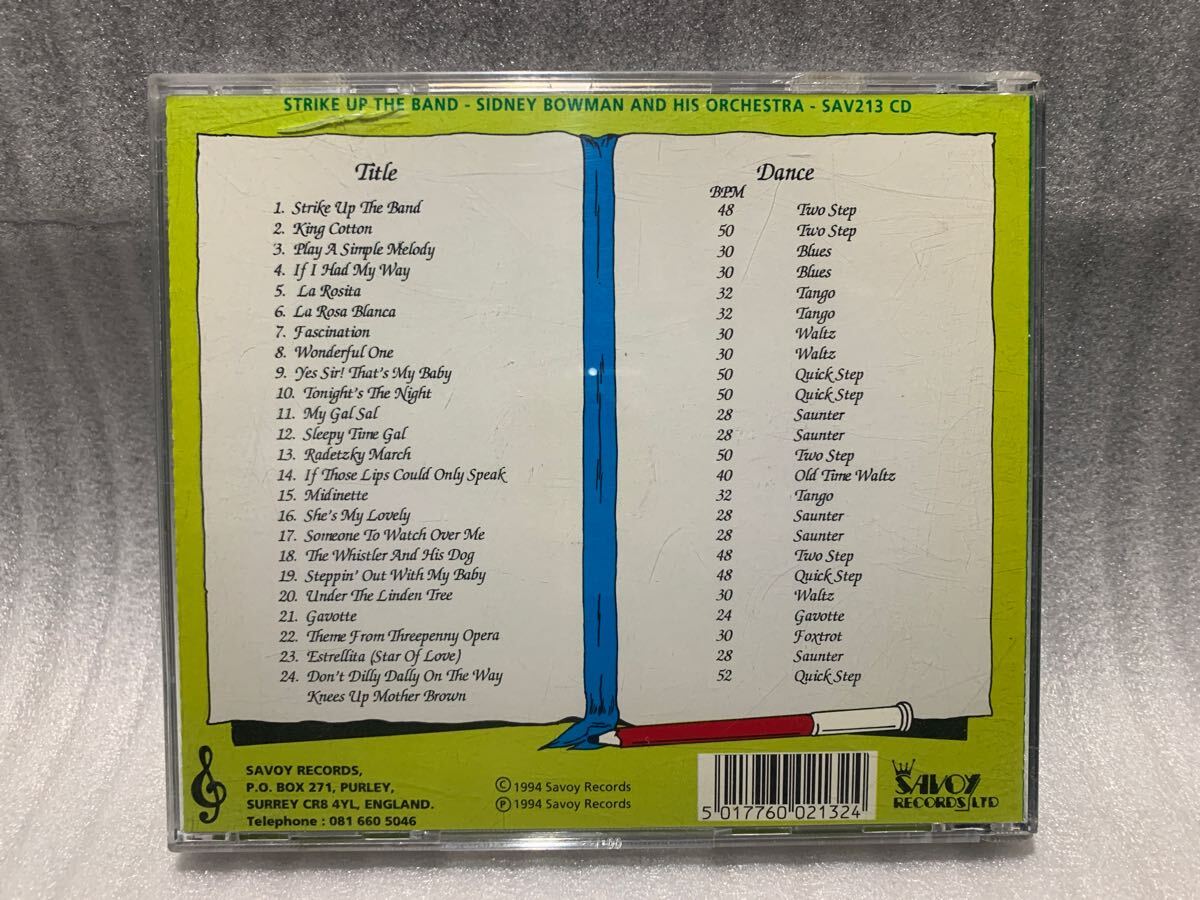 STRIKE UP THE BAND - SIDNEY BOWMAN AND HIS ORCHESTRA - SAV213 CD
Title Dance
BPM
1. Strike Up The Band 48 Two Step
2. King Cotton 50 Two Step
3. Play A Simple Melody 30 Blues
4. If I Had My Way 30 Blues
5. La Rosita 32 Tango
6. La Rosa Blanca 32 Tango
7. Fascination 30 Waltz
8. Wonderful One 30 Waltz
9. Yes Sir! That's My Baby 50 Quick Step
10. Tonight's The Night 50 Quick Step
11. My Gal Sal 28 Saunter
12. Sleepy Time Gal 28 Saunter
13. Radetzky March 50 Two Step
14. If Those Lips Could Only Speak 40 Old Time Waltz
15. Midinette 32 Tango
16. She's My Lovely 28 Saunter
17. Someone To Watch Over Me 28 Saunter
18. The Whistler And His Dog 48 Two Step
19. Steppin' Out With My Baby 48 Quick Step
20. Under The Linden Tree 30 Waltz
21. Gavotte 24 Gavotte
22. Theme From Threepenny Opera 30 Foxtrot
23. Estrellita (Star Of Love) 28 Saunter
24. Don't Dilly Dally On The Way 52 Quick Step
Knees Up Mother Brown
SAVOY RECORDS,
P.O. BOX 271, PURLEY,
SURREY CR8 4YL, ENGLAND.
Telephone : 081 660 5046
© 1994 Savoy Records
℗ 1994 Savoy Records
5 017760 021324
SAVOY
RECORDS LTD